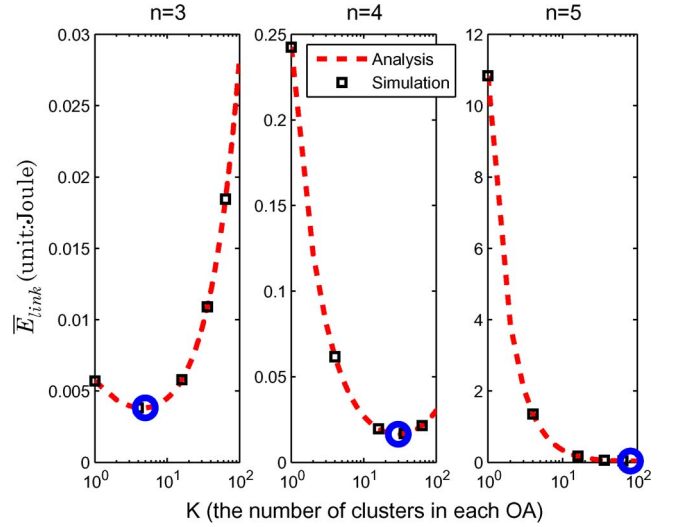 n=3 n=4 n=5
0.03 0.25 12
Analysis
Simulation
0.025 0.2 10
0.02 0.15 8
0.015 6
0.01 0.1 4
0.005 0.05 2
0 0 0
10^0 10^1 10^2 10^0 10^1 10^2 10^0 10^1 10^2
E̅_link (unit:Joule)
K (the number of clusters in each OA)